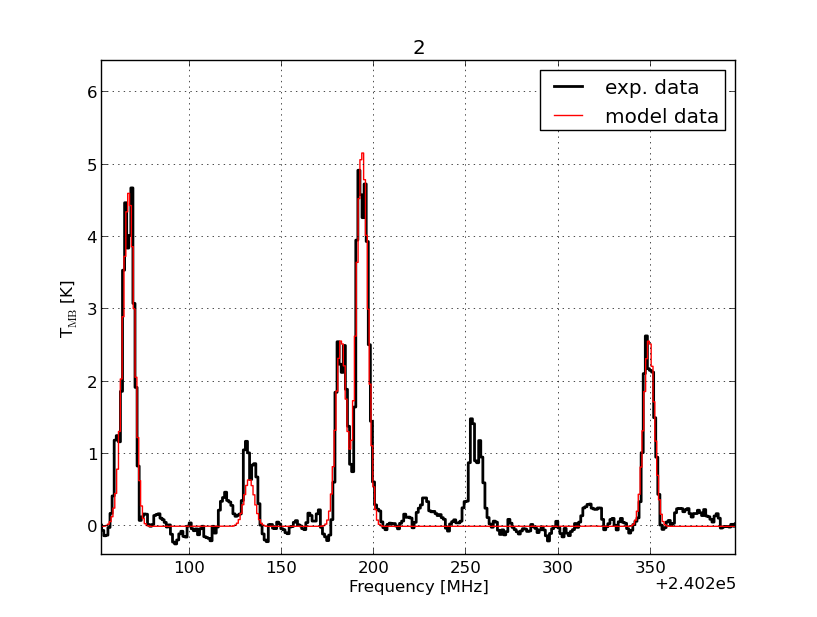 2
exp. data
model data
6
5
4
3
2
1
0
T_MB [K]
100
150
200
250
300
350
+2.402e5
Frequency [MHz]